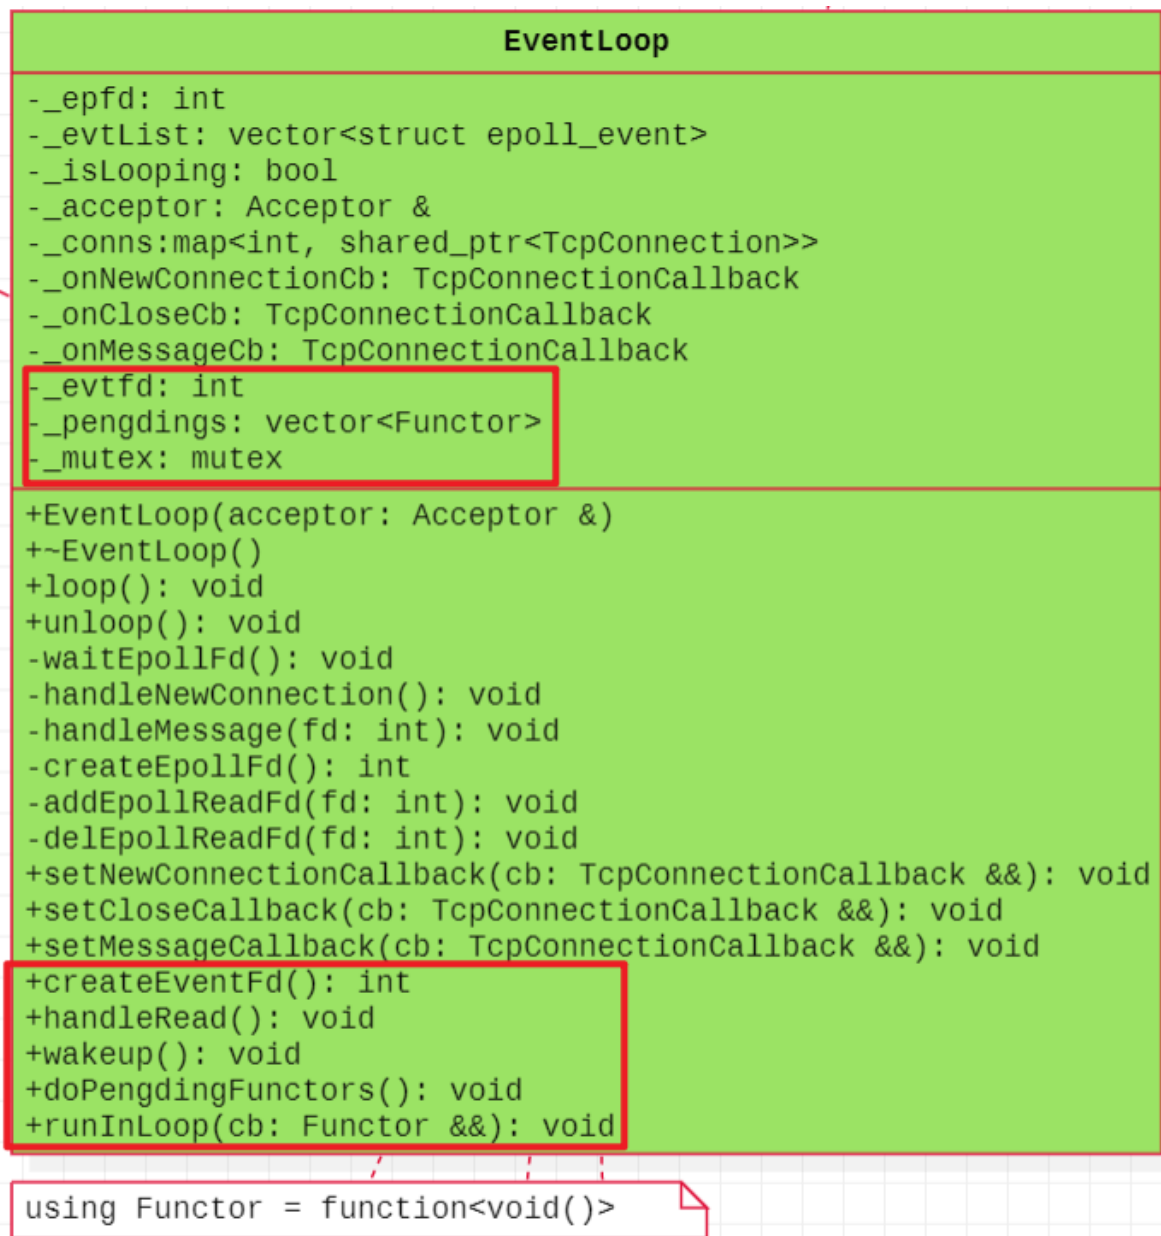 EventLoop
-_epfd: int
-_evtList: vector<struct epoll_event>
-_isLooping: bool
-_acceptor: Acceptor &
-_conns:map<int, shared_ptr<TcpConnection>>
-_onNewConnectionCb: TcpConnectionCallback
-_onCloseCb: TcpConnectionCallback
-_onMessageCb: TcpConnectionCallback
-_evtfd: int
-_pengdings: vector<Functor>
-_mutex: mutex
+EventLoop(acceptor: Acceptor &)
+~EventLoop()
+loop(): void
+unloop(): void
-waitEpollFd(): void
-handleNewConnection(): void
-handleMessage(fd: int): void
-createEpollFd(): int
-addEpollReadFd(fd: int): void
-delEpollReadFd(fd: int): void
+setNewConnectionCallback(cb: TcpConnectionCallback &&): void
+setCloseCallback(cb: TcpConnectionCallback &&): void
+setMessageCallback(cb: TcpConnectionCallback &&): void
+createEventFd(): int
+handleRead(): void
+wakeup(): void
+doPengdingFunctors(): void
+runInLoop(cb: Functor &&): void
using Functor = function<void()>